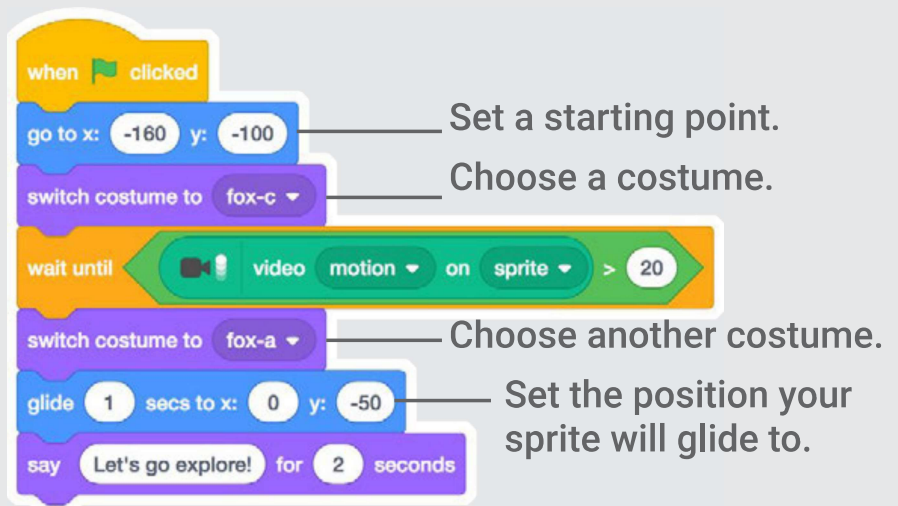 when clicked
go to x: -160 y: -100
Set a starting point.
switch costume to fox-c
Choose a costume.
wait until video motion on sprite > 20
switch costume to fox-a
Choose another costume.
glide 1 secs to x: 0 y: -50
Set the position your
sprite will glide to.
say Let's go explore! for 2 seconds